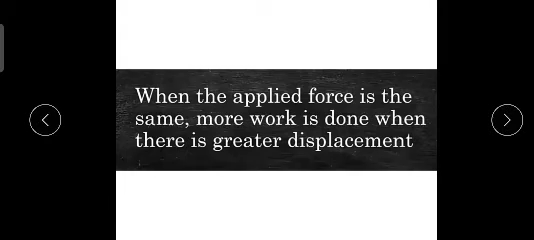 When the applied force is the
same, more work is done when
there is greater displacement